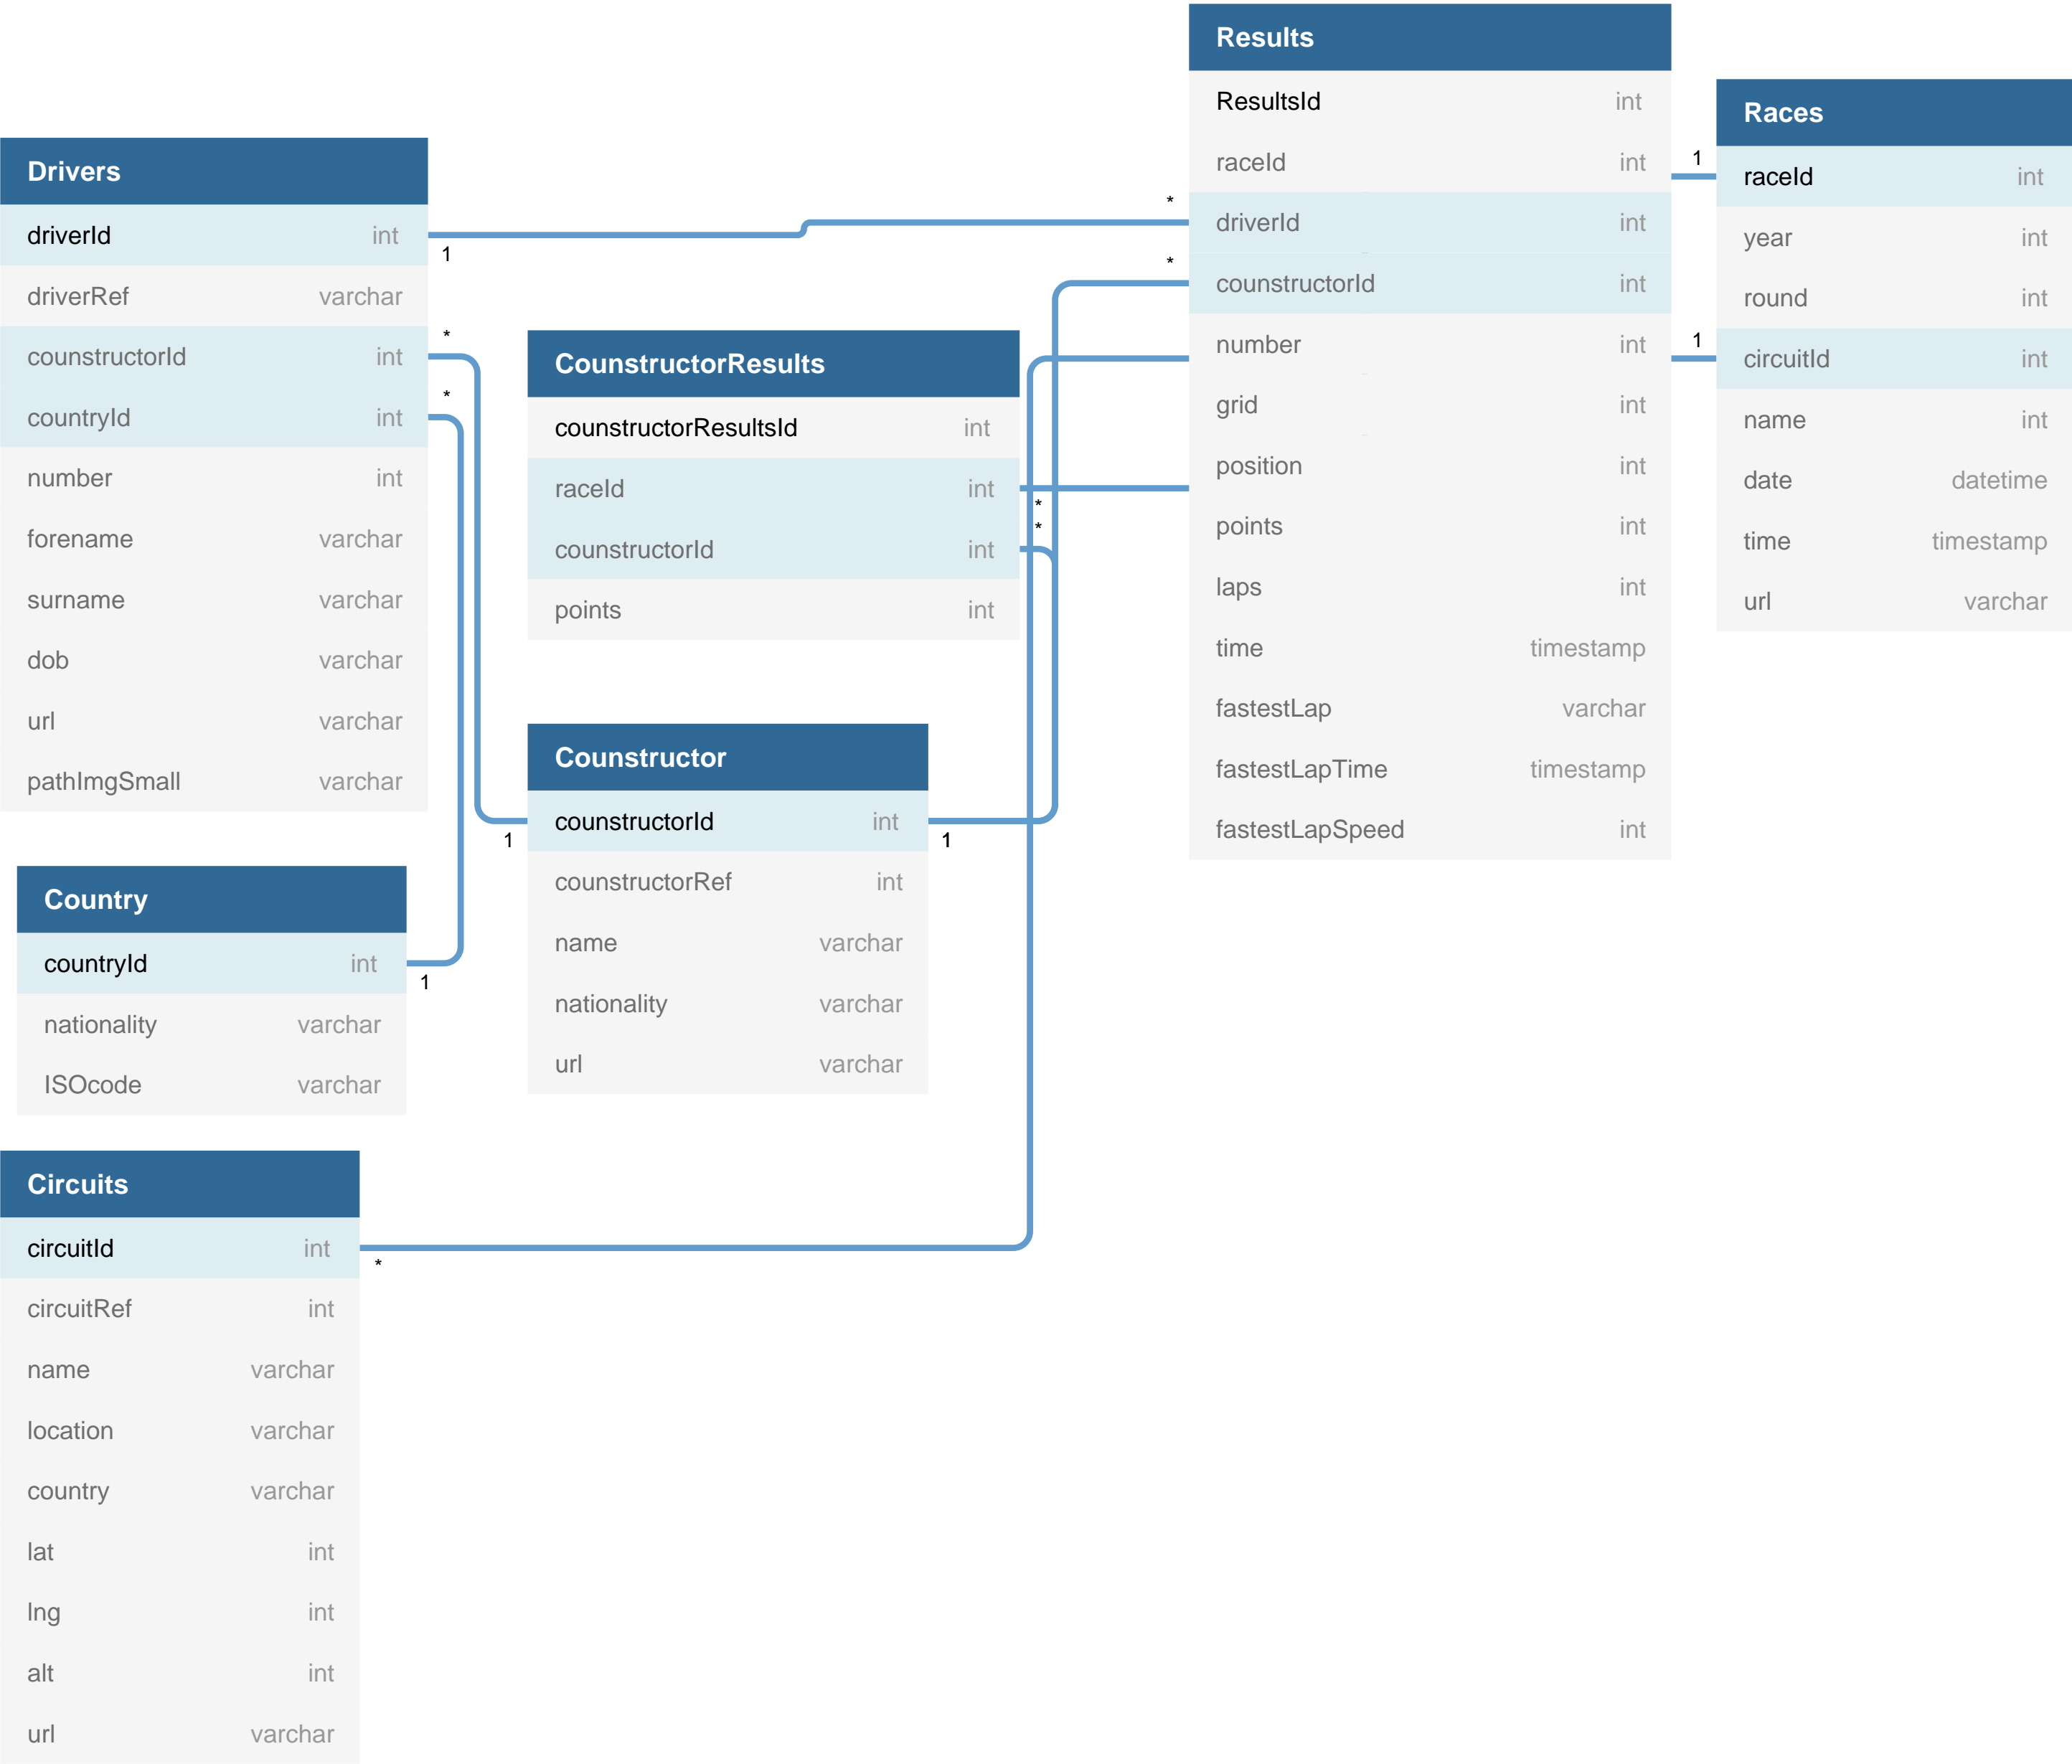 Drivers
driverId int
driverRef varchar
counstructorId int
countryId int
number int
forename varchar
surname varchar
dob varchar
url varchar
pathImgSmall varchar
1
*
*
Country
countryId int
nationality varchar
ISOcode varchar
1
Circuits
circuitId int
circuitRef int
name varchar
location varchar
country varchar
lat int
lng int
alt int
url varchar
*
CounstructorResults
counstructorResultsId int
raceId int
counstructorId int
points int
*
*
Counstructor
counstructorId int
counstructorRef int
name varchar
nationality varchar
url varchar
1
1
Results
ResultsId int
raceId int
driverId int
counstructorId int
number int
grid int
position int
points int
laps int
time timestamp
fastestLap varchar
fastestLapTime timestamp
fastestLapSpeed int
*
*
Races
raceId int
year int
round int
circuitId int
name int
date datetime
time timestamp
url varchar
1
1